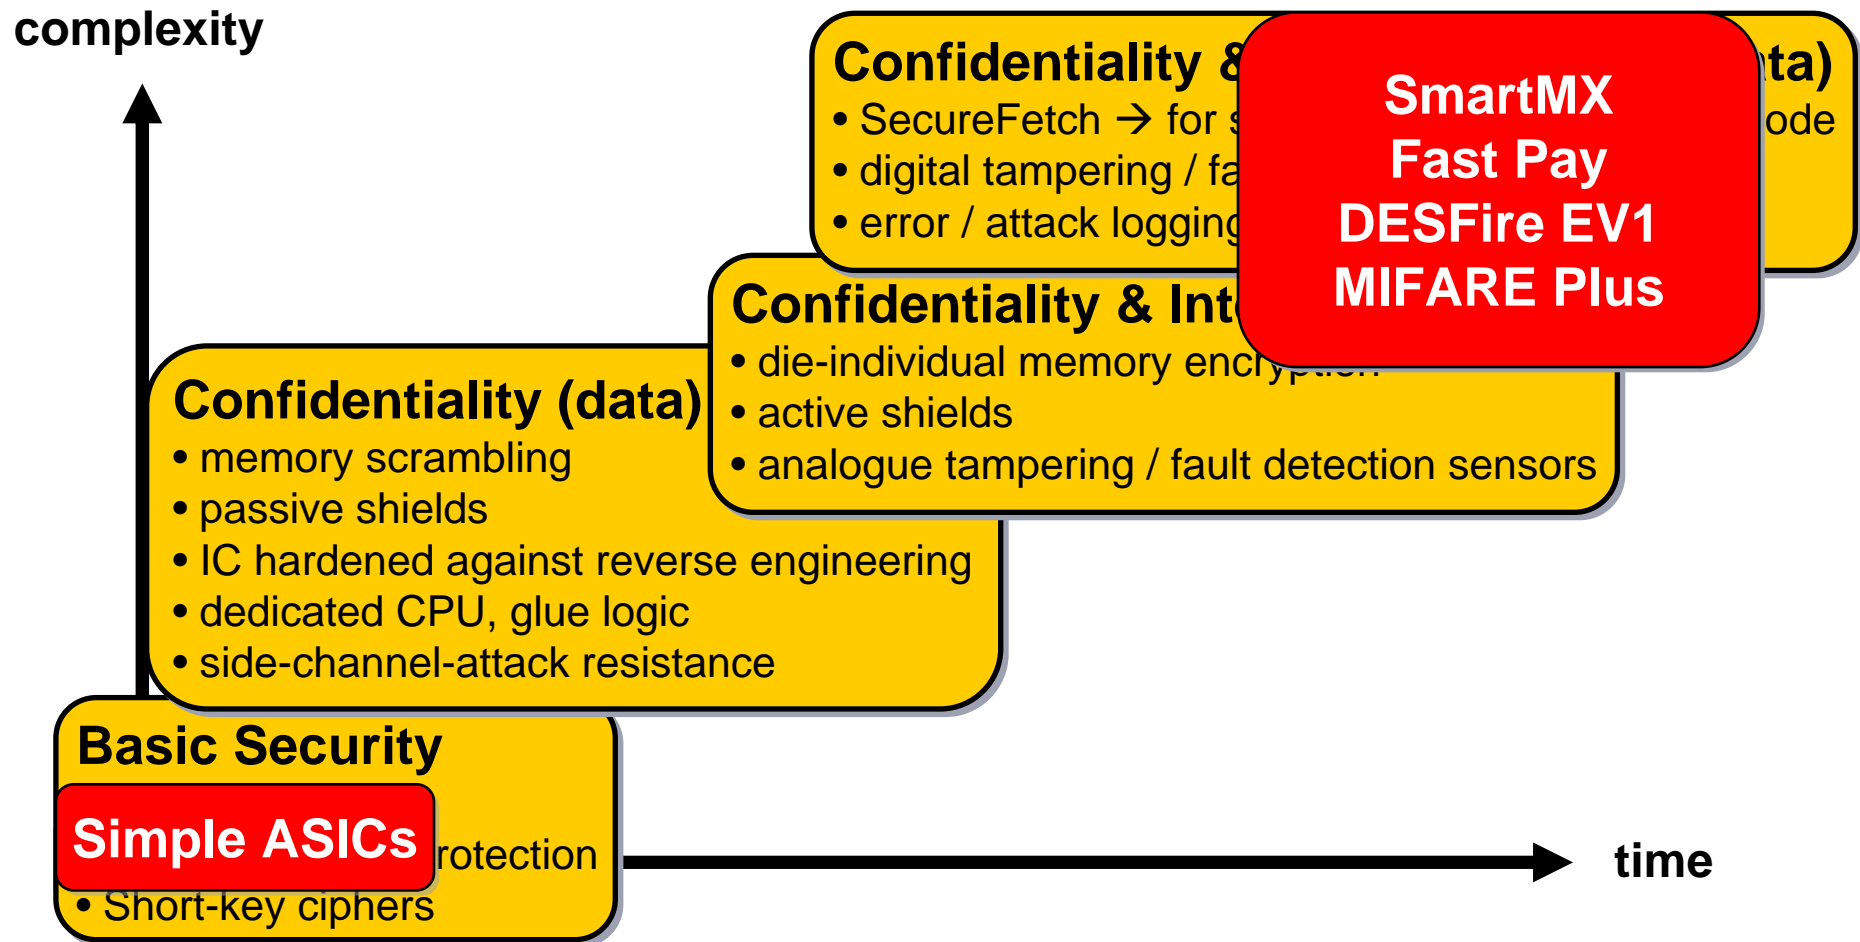 complexity
Confidentiality & ta)
• SecureFetch → for s ode
• digital tampering / fa
• error / attack logging
SmartMX
Fast Pay
DESFire EV1
MIFARE Plus
Confidentiality & Int
• die-individual memory encryption
• active shields
• analogue tampering / fault detection sensors
Confidentiality (data)
• memory scrambling
• passive shields
• IC hardened against reverse engineering
• dedicated CPU, glue logic
• side-channel-attack resistance
Basic Security
Simple ASICs
rotection
• Short-key ciphers
time